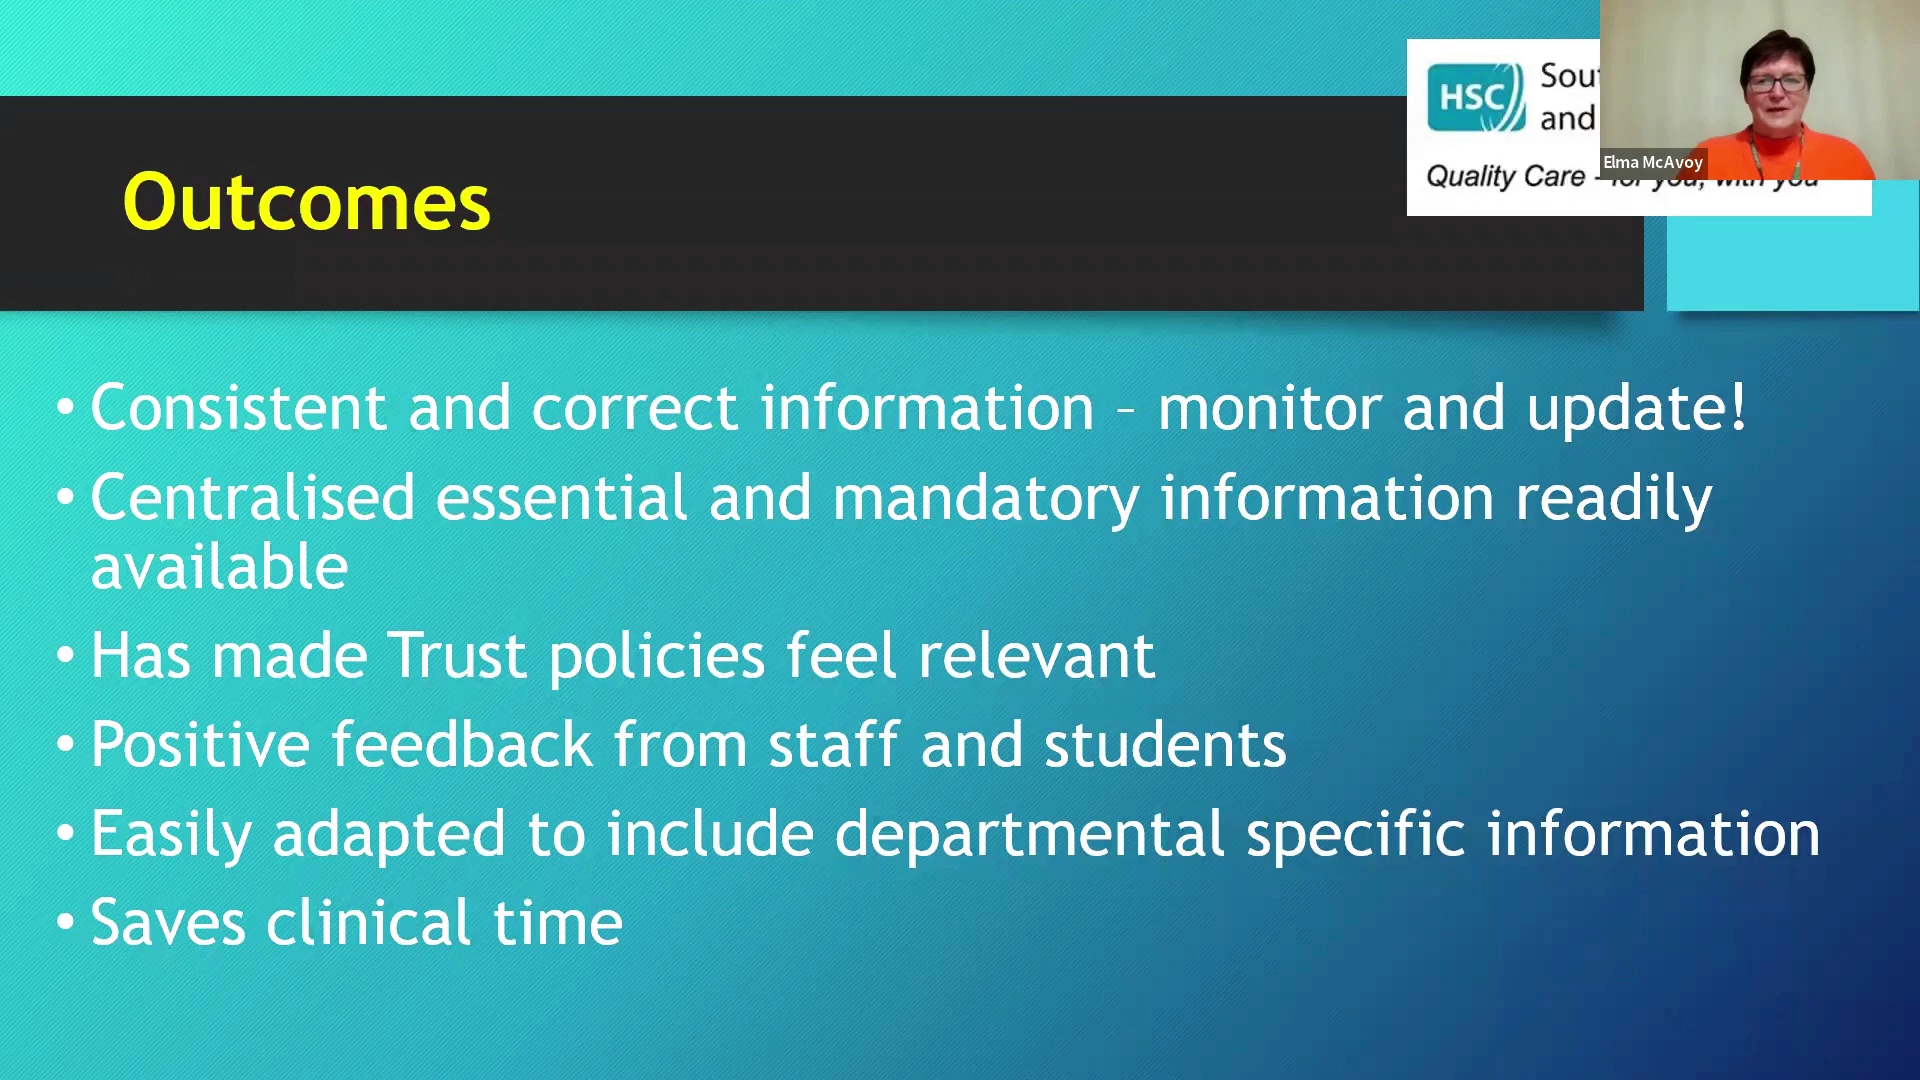 HSC
and
Elma McAvoy
Quality Care - for you, with you
Outcomes
• Consistent and correct information – monitor and update!
• Centralised essential and mandatory information readily
available
• Has made Trust policies feel relevant
• Positive feedback from staff and students
• Easily adapted to include departmental specific information
• Saves clinical time